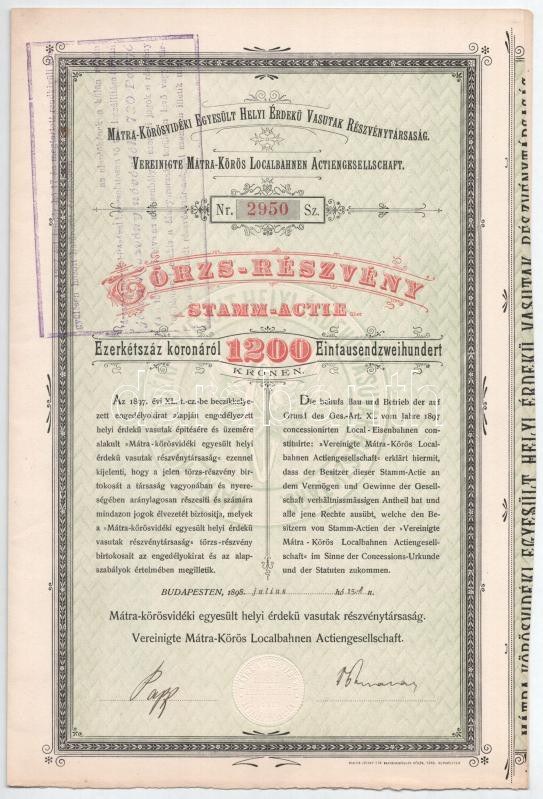 MÁTRA-KÖRÖSVIDÉKI EGYESÜLT HELYI ÉRDEKŰ VASUTAK RÉSZVÉNYTÁRSASÁG.
VEREINIGTE MÁTRA-KÖRÖS LOCALBAHNEN ACTIENGESELLSCHAFT.
Nr. 2950 Sz.
TÖRZS-RÉSZVÉNY
STAMM-ACTIE
Ezerkétszáz koronáról 1200 Eintausendzweihundert
KRONEN.
Az 1897. évi XL. t.-cz.-be beczikkelye-
zett engedélyokirat alapján engedélyezett
helyi érdekű vasutak építésére és üzemére
alakult »Mátra-körösvidéki egyesült helyi
érdekű vasutak részvénytársaság« ezennel
kijelenti, hogy a jelen törzs-részvény bir-
tokosát a társaság vagyonában és nyere-
ségében aránylagosan részesíti és számára
mindazon jogok élvezetét biztosítja, melyek
a »Mátra-körösvidéki egyesült helyi érdekű
vasutak részvénytársaság« törzs-részvény
birtokosait az engedélyokirat és az alap-
szabályok értelmében megilletik.
Die behufs Bau und Betrieb der auf
Grund des Ges.-Art. XL. vom Jahre 1897
concessionirten Local-Eisenbahnen con-
stituirte: »Vereinigte Mátra-Körös Local-
bahnen Actiengesellschaft« erklärt hiermit,
dass der Besitzer dieser Stamm-Actie an
dem Vermögen und Gewinne der Gesell-
schaft verhältnissmässigen Antheil hat und
alle jene Rechte ausübt, welche den Be-
sitzern von Stamm-Actien der »Vereinigte
Mátra - Körös Localbahnen Actiengesell-
schaft« im Sinne der Concessions-Urkunde
und der Statuten zukommen.
BUDAPESTEN, 1898. julius hó 15-én.
Mátra-körösvidéki egyesült helyi érdekű vasutak részvénytársaság.
Vereinigte Mátra-Körös Localbahnen Actiengesellschaft.
Papp
MÁTRA-KÖRÖSVIDÉKI EGYESÜLT HELYI ÉRDEKŰ VASUTAK RÉSZVÉNYTÁRSASÁG